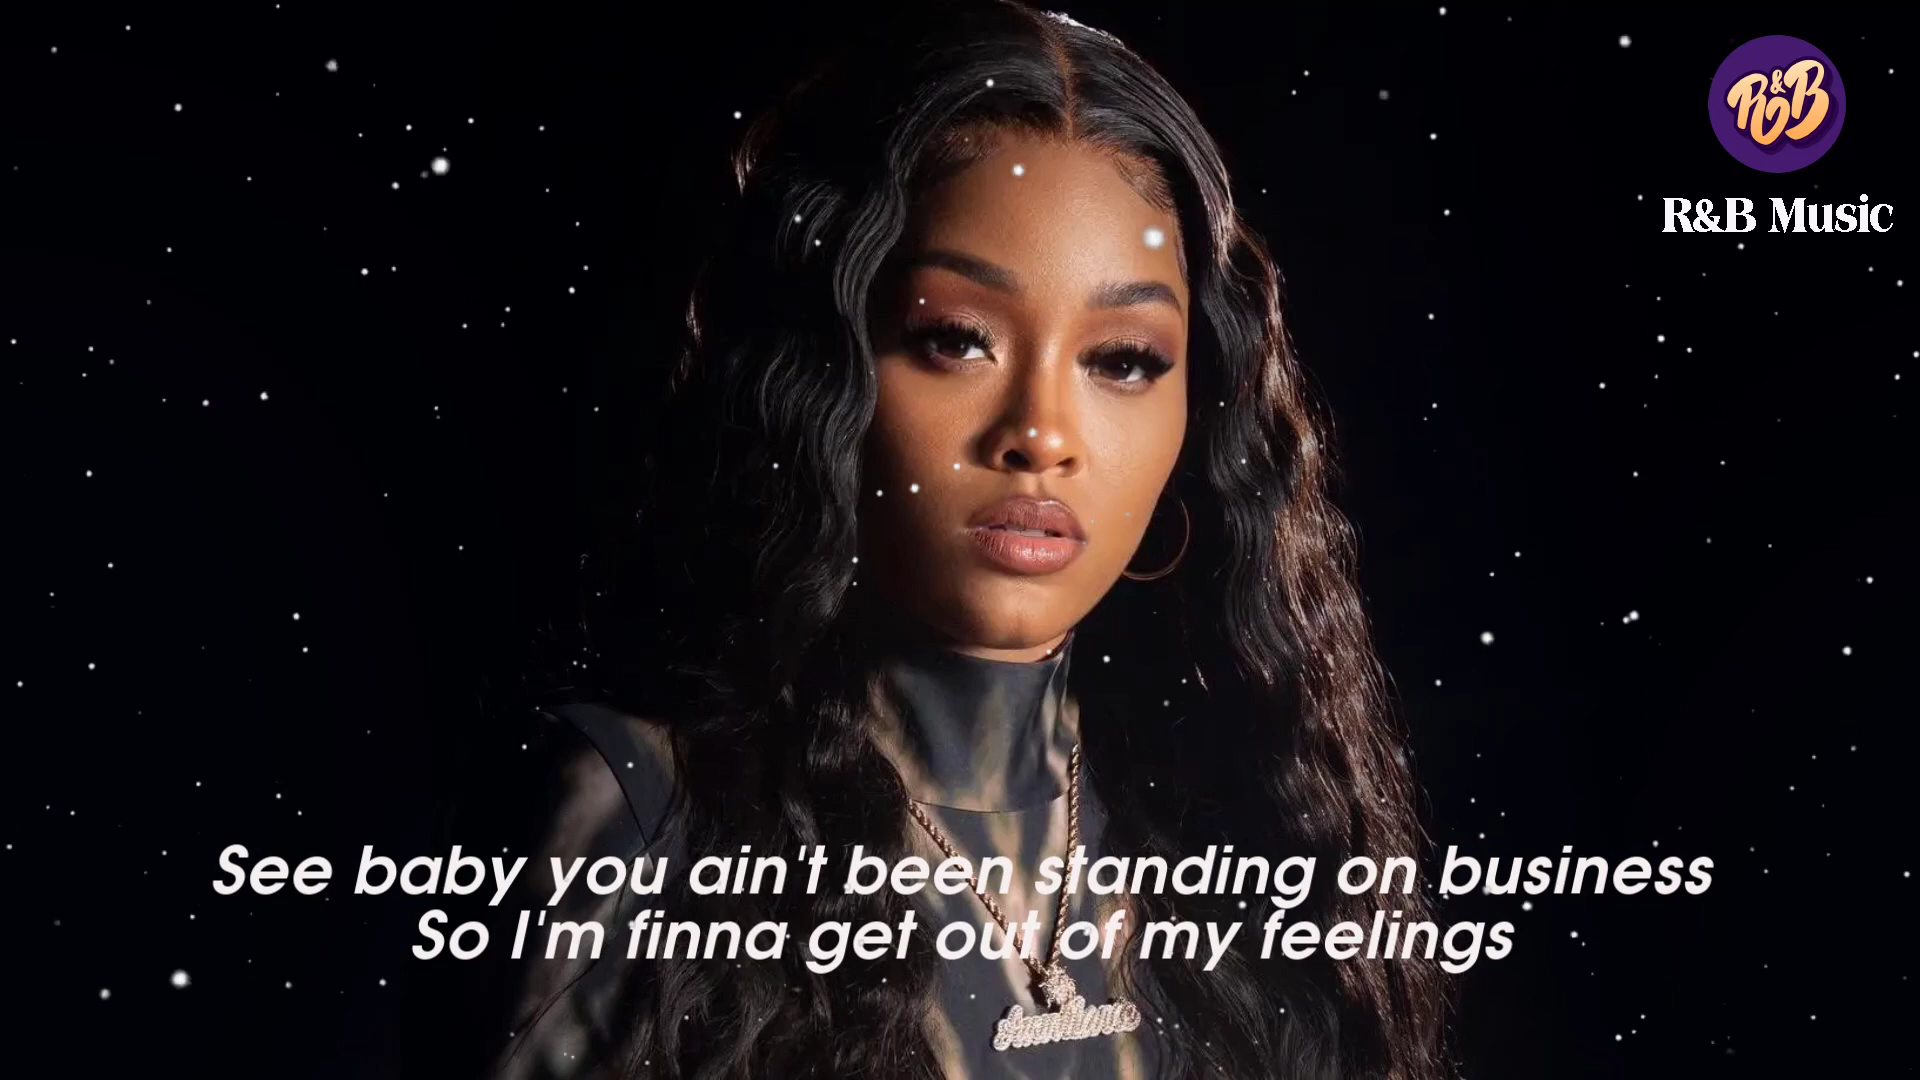 R&B
R&B Music
See baby you ain't been standing on business
So I'm finna get out of my feelings